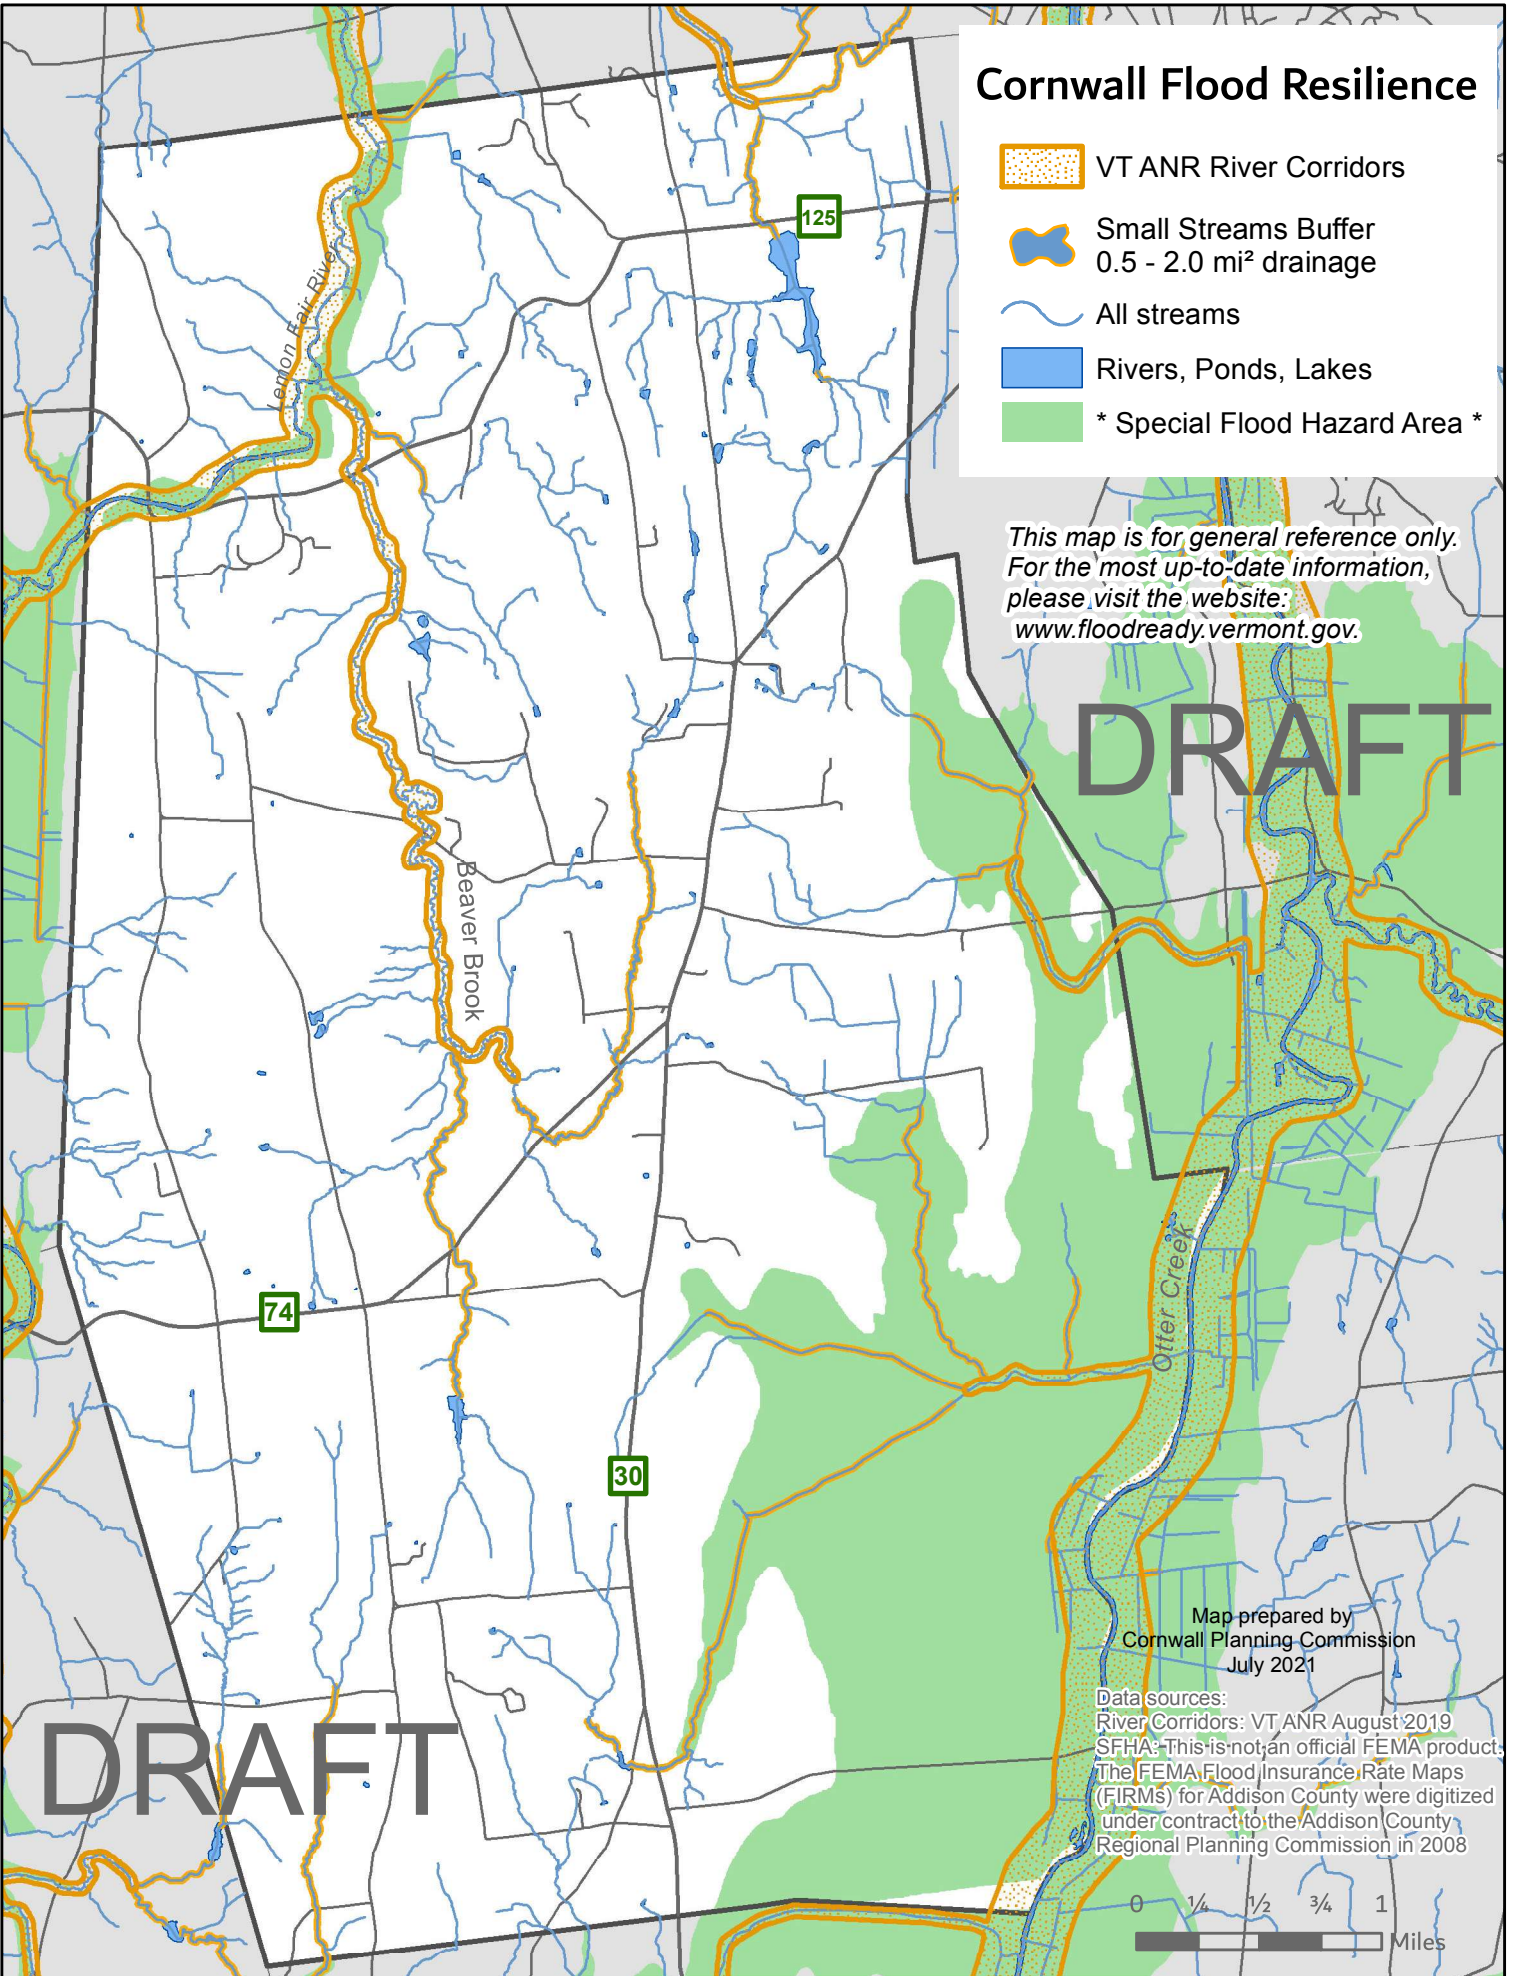 Cornwall Flood Resilience
VT ANR River Corridors
Small Streams Buffer
0.5 - 2.0 mi² drainage
All streams
Rivers, Ponds, Lakes
* Special Flood Hazard Area *
This map is for general reference only.
For the most up-to-date information,
please visit the website:
www.floodready.vermont.gov.
125
Lemon Fair River
DRAFT
Beaver Brook
Otter Creek
74
30
DRAFT
Map prepared by
Cornwall Planning Commission
July 2021
Data sources:
River Corridors: VT ANR August 2019
SFHA: This is not an official FEMA product.
The FEMA Flood Insurance Rate Maps
(FIRMs) for Addison County were digitized
under contract to the Addison County
Regional Planning Commission in 2008
0 ¼ ½ ¾ 1
Miles